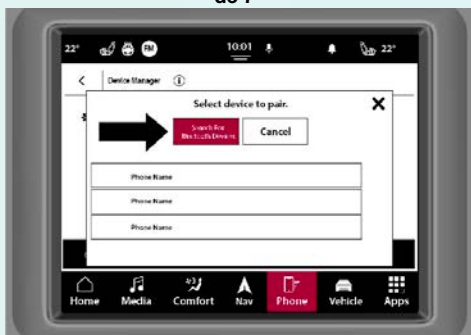 22°
FM
10:01
22°
Device Manager
Select device to pair.
Search For
Bluetooth Devices
Cancel
Phone Name
Phone Name
Phone Name
Home
Media
Comfort
Nav
Phone
Vehicle
Apps